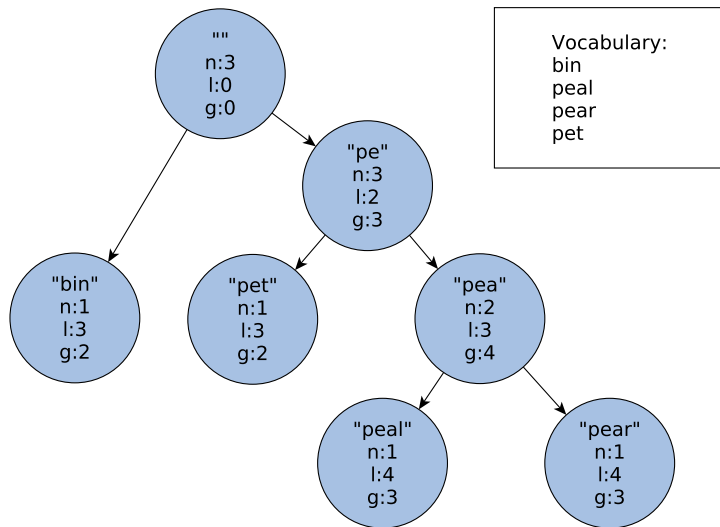 ""
n:3
l:0
g:0
Vocabulary:
bin
peal
pear
pet
"pe"
n:3
l:2
g:3
"bin"
n:1
l:3
g:2
"pet"
n:1
l:3
g:2
"pea"
n:2
l:3
g:4
"peal"
n:1
l:4
g:3
"pear"
n:1
l:4
g:3